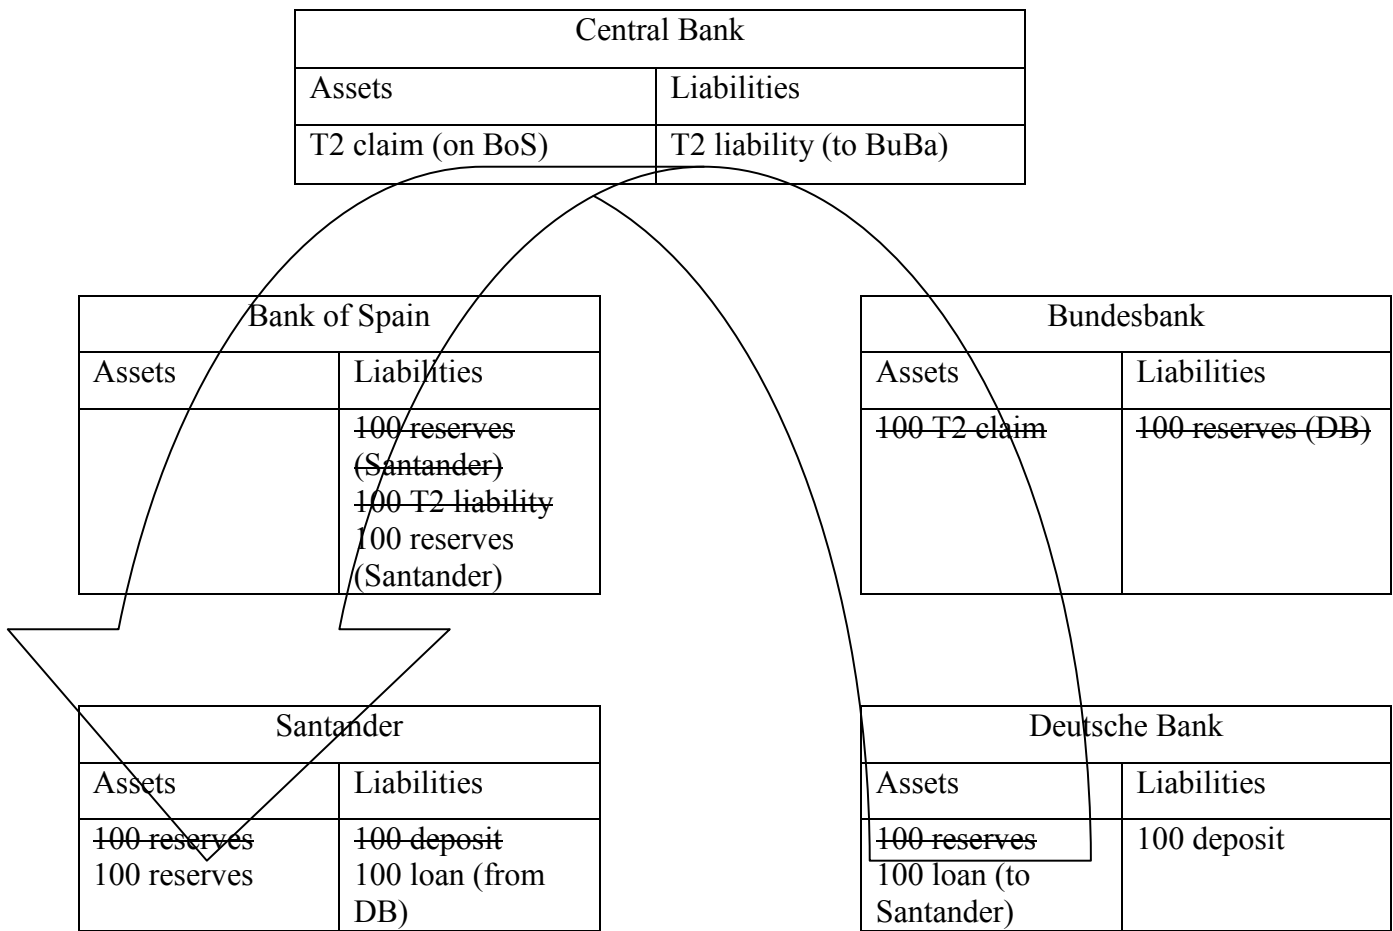 Central Bank
Assets Liabilities
T2 claim (on BoS) T2 liability (to BuBa)
Bank of Spain
Assets Liabilities
100 reserves
(Santander)
100 T2 liability
100 reserves
(Santander)
Bundesbank
Assets Liabilities
100 T2 claim 100 reserves (DB)
Santander
Assets Liabilities
100 reserves 100 deposit
100 reserves 100 loan (from
DB)
Deutsche Bank
Assets Liabilities
100 reserves 100 deposit
100 loan (to
Santander)